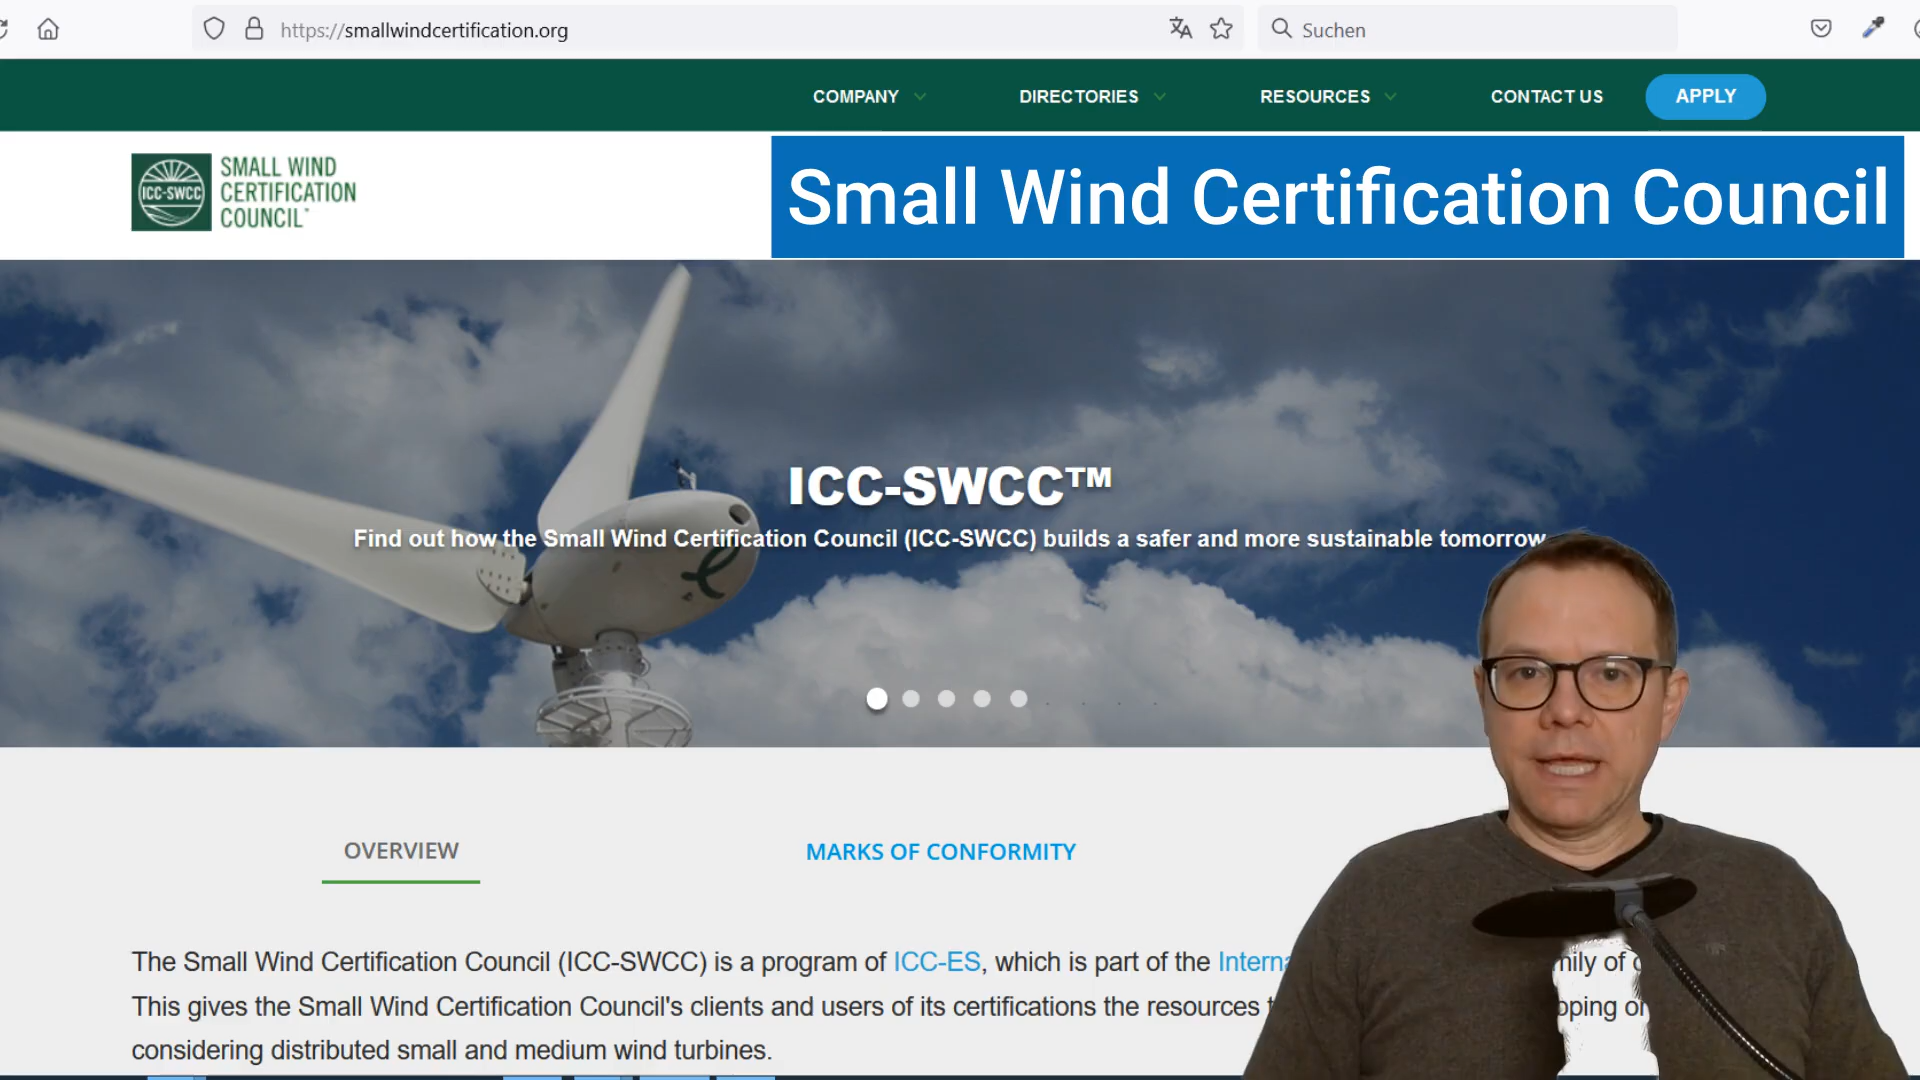 https://smallwindcertification.org
Suchen
COMPANY
DIRECTORIES
RESOURCES
CONTACT US
APPLY
ICC-SWCC
SMALL WIND
CERTIFICATION
COUNCIL
Small Wind Certification Council
ICC-SWCC™
Find out how the Small Wind Certification Council (ICC-SWCC) builds a safer and more sustainable tomorrow
OVERVIEW
MARKS OF CONFORMITY
The Small Wind Certification Council (ICC-SWCC) is a program of ICC-ES, which is part of the of
This gives the Small Wind Certification Council's clients and users of its certifications the resources
considering distributed small and medium wind turbines.